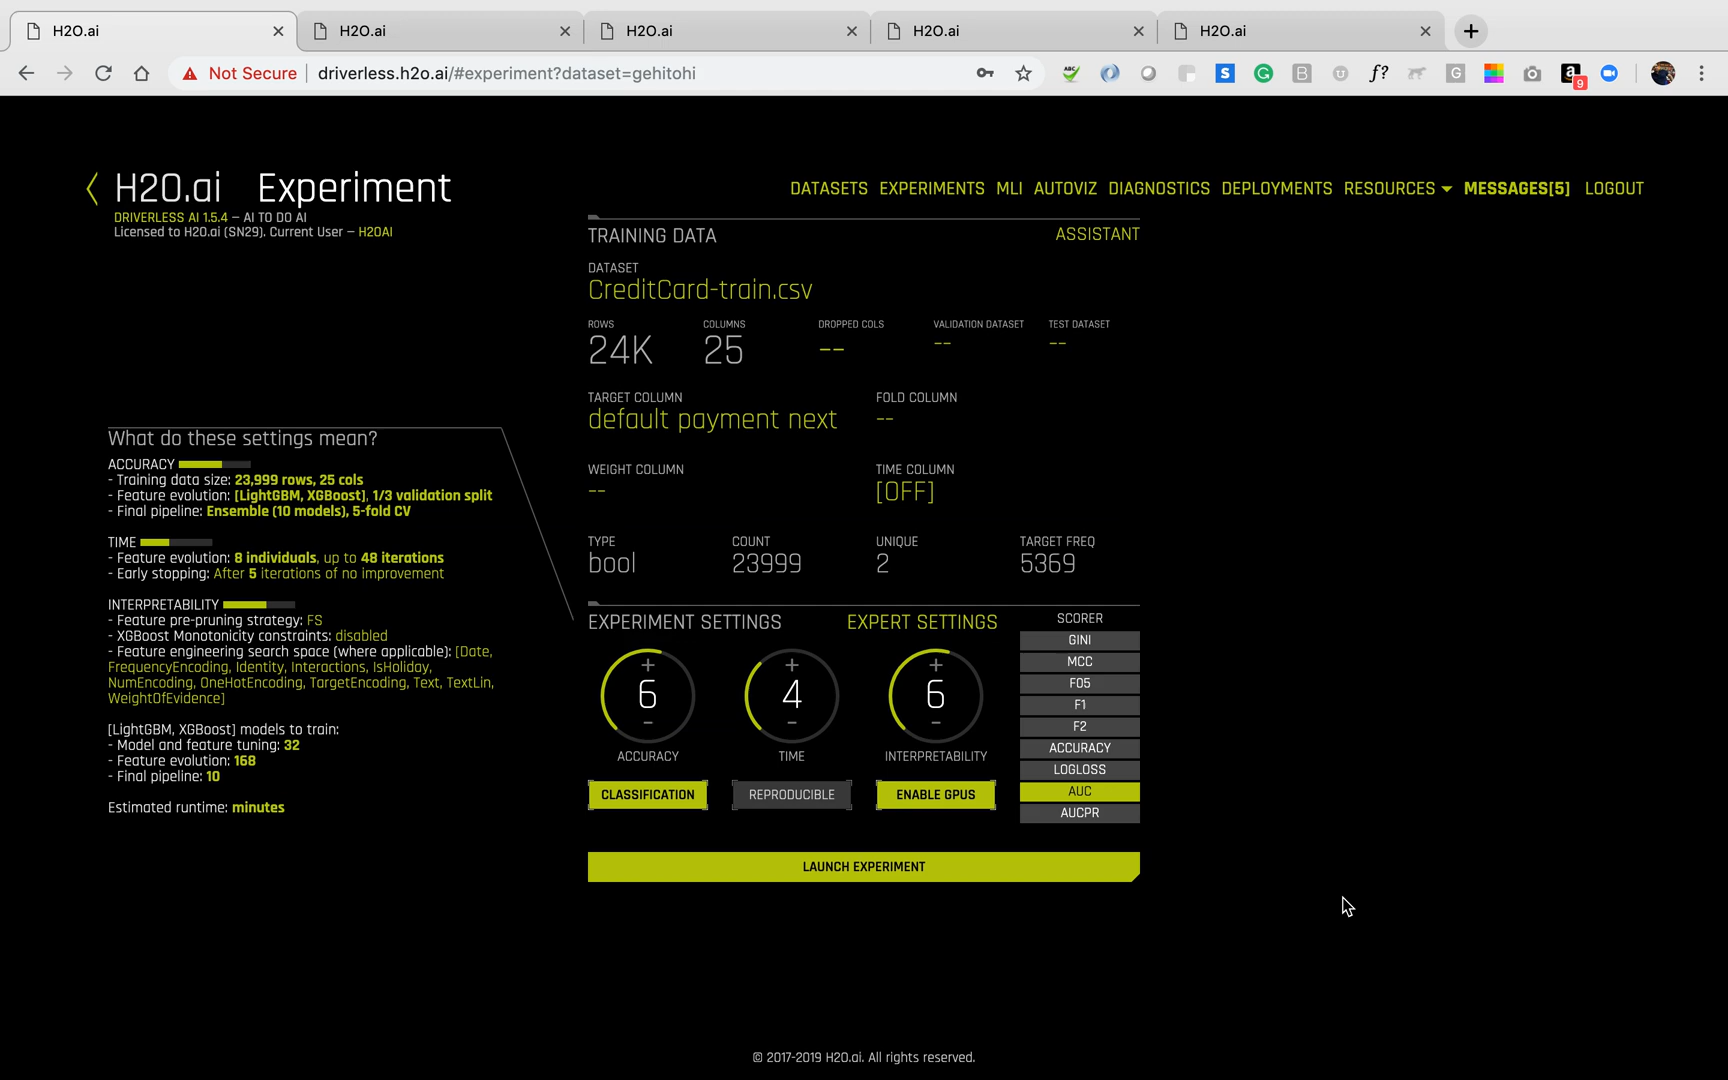 H2O.ai
H2O.ai
H2O.ai
H2O.ai
H2O.ai
Not Secure
driverless.h2o.ai/#experiment?dataset=gehitohi
ABC
S
G
B
f?
G
a
9
H2O.ai Experiment
DATASETS EXPERIMENTS MLI AUTOVIZ DIAGNOSTICS DEPLOYMENTS RESOURCES MESSAGES[5] LOGOUT
DRIVERLESS AI 1.5.4 — AI TO DO AI
Licensed to H2O.ai (SN29). Current User — H2OAI
TRAINING DATA
ASSISTANT
DATASET
CreditCard-train.csv
ROWS COLUMNS DROPPED COLS VALIDATION DATASET TEST DATASET
24K 25 -- -- --
TARGET COLUMN FOLD COLUMN
default payment next --
WEIGHT COLUMN TIME COLUMN
-- [OFF]
TYPE COUNT UNIQUE TARGET FREQ
bool 23999 2 5369
What do these settings mean?
ACCURACY
- Training data size: 23,999 rows, 25 cols
- Feature evolution: [LightGBM, XGBoost], 1/3 validation split
- Final pipeline: Ensemble (10 models), 5-fold CV
TIME
- Feature evolution: 8 individuals, up to 48 iterations
- Early stopping: After 5 iterations of no improvement
INTERPRETABILITY
- Feature pre-pruning strategy: FS
- XGBoost Monotonicity constraints: disabled
- Feature engineering search space (where applicable): [Date,
FrequencyEncoding, Identity, Interactions, IsHoliday,
NumEncoding, OneHotEncoding, TargetEncoding, Text, TextLin,
WeightOfEvidence]
[LightGBM, XGBoost] models to train:
- Model and feature tuning: 32
- Feature evolution: 168
- Final pipeline: 10
Estimated runtime: minutes
EXPERIMENT SETTINGS
EXPERT SETTINGS
+ + +
6 4 6
- - -
ACCURACY TIME INTERPRETABILITY
CLASSIFICATION REPRODUCIBLE ENABLE GPUS
SCORER
GINI
MCC
F05
F1
F2
ACCURACY
LOGLOSS
AUC
AUCPR
LAUNCH EXPERIMENT
© 2017-2019 H2O.ai. All rights reserved.